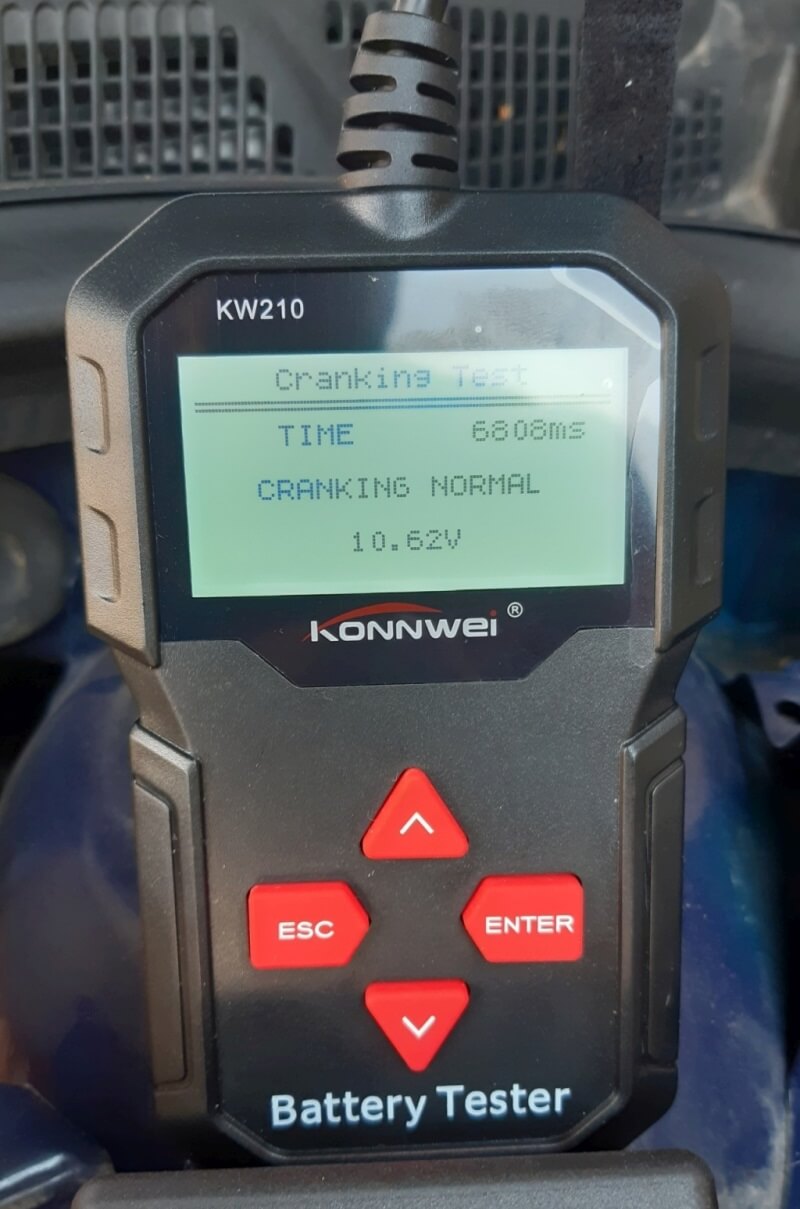 KW210
Cranking Test
TIME 6808ms
CRANKING NORMAL
10.62V
KONNWEI ®
ESC
ENTER
Battery Tester